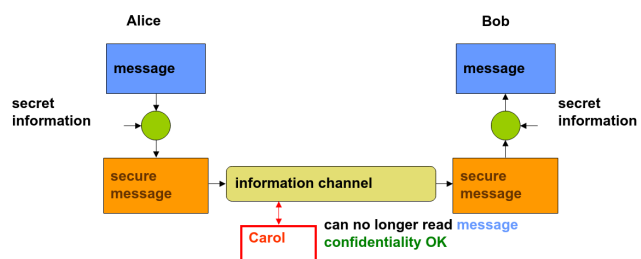 Alice
Bob
message
message
secret
information
secret
information
secure
message
information channel
secure
message
Carol
can no longer read message
confidentiality OK